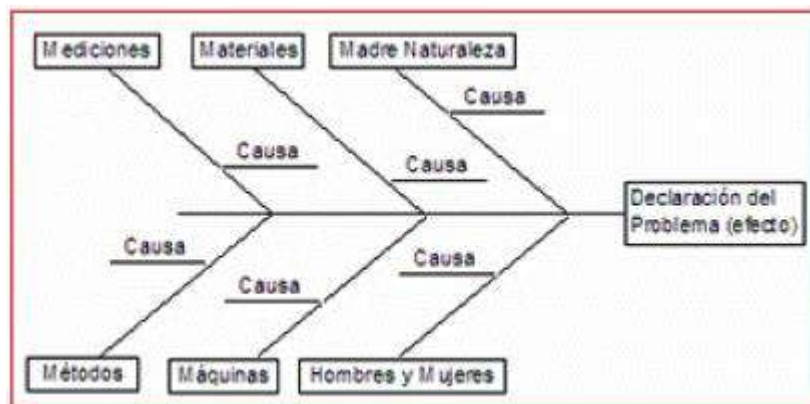 Mediciones
Materiales
Madre Naturaleza
Causa
Causa
Causa
Declaración del
Problema (efecto)
Causa
Causa
Causa
Métodos
Máquinas
Hombres y Mujeres